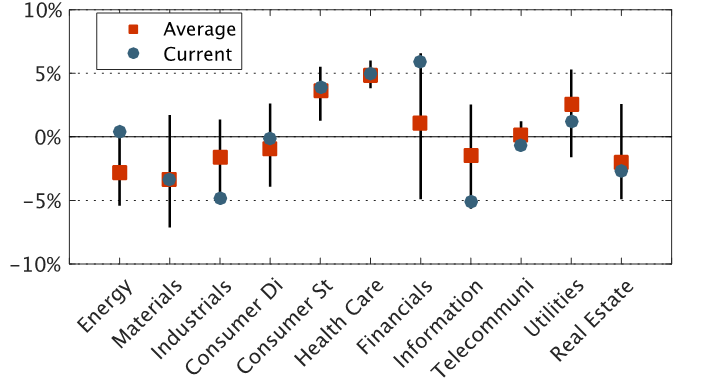 10%
5%
0%
−5%
−10%
Average
Current
Energy
Materials
Industrials
Consumer Di
Consumer St
Health Care
Financials
Information
Telecommuni
Utilities
Real Estate